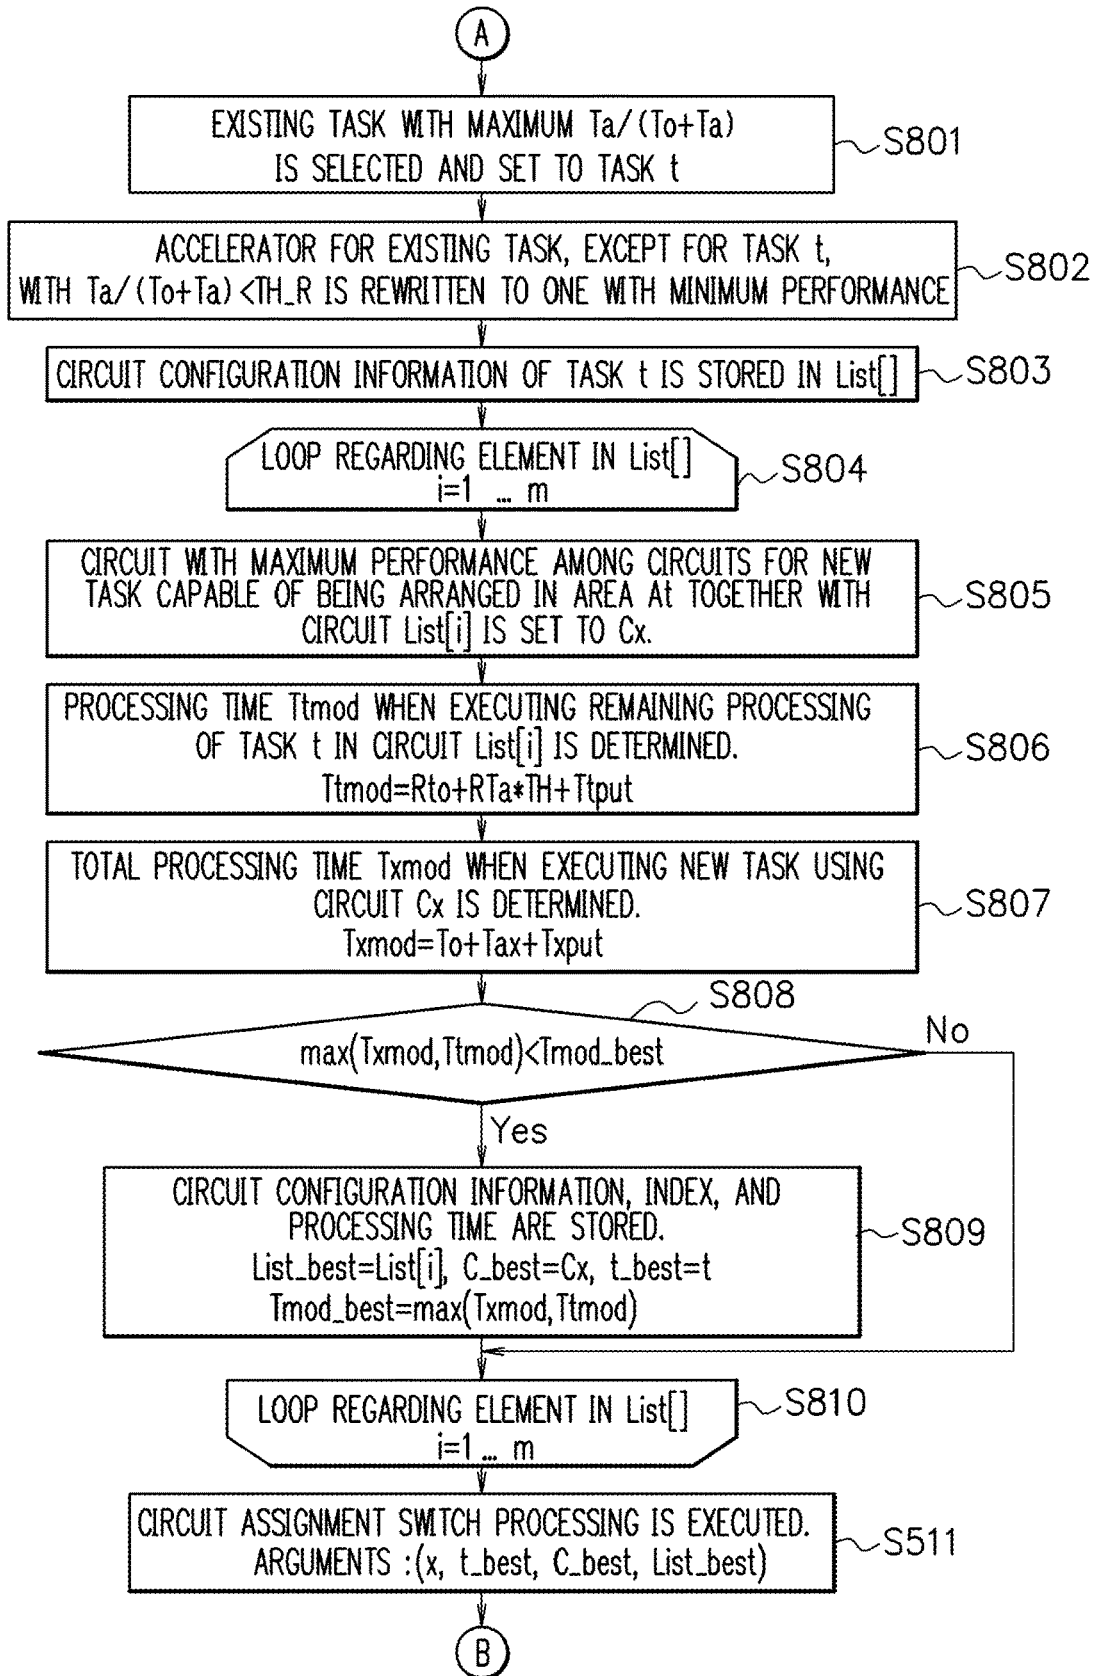 A
EXISTING TASK WITH MAXIMUM Ta/(To+Ta)
IS SELECTED AND SET TO TASK t
S801
ACCELERATOR FOR EXISTING TASK, EXCEPT FOR TASK t,
WITH Ta/(To+Ta)<TH_R IS REWRITTEN TO ONE WITH MINIMUM PERFORMANCE
S802
CIRCUIT CONFIGURATION INFORMATION OF TASK t IS STORED IN List[]
S803
LOOP REGARDING ELEMENT IN List[]
i=1 ... m
S804
CIRCUIT WITH MAXIMUM PERFORMANCE AMONG CIRCUITS FOR NEW
TASK CAPABLE OF BEING ARRANGED IN AREA At TOGETHER WITH
CIRCUIT List[i] IS SET TO Cx.
S805
PROCESSING TIME Ttmod WHEN EXECUTING REMAINING PROCESSING
OF TASK t IN CIRCUIT List[i] IS DETERMINED.
Ttmod=Rto+RTa*TH+Ttput
S806
TOTAL PROCESSING TIME Txmod WHEN EXECUTING NEW TASK USING
CIRCUIT Cx IS DETERMINED.
Txmod=To+Tax+Txput
S807
S808
max(Txmod,Ttmod)<Tmod_best
No
Yes
CIRCUIT CONFIGURATION INFORMATION, INDEX, AND
PROCESSING TIME ARE STORED.
List_best=List[i], C_best=Cx, t_best=t
Tmod_best=max(Txmod,Ttmod)
S809
LOOP REGARDING ELEMENT IN List[]
i=1 ... m
S810
CIRCUIT ASSIGNMENT SWITCH PROCESSING IS EXECUTED.
ARGUMENTS :(x, t_best, C_best, List_best)
S511
B